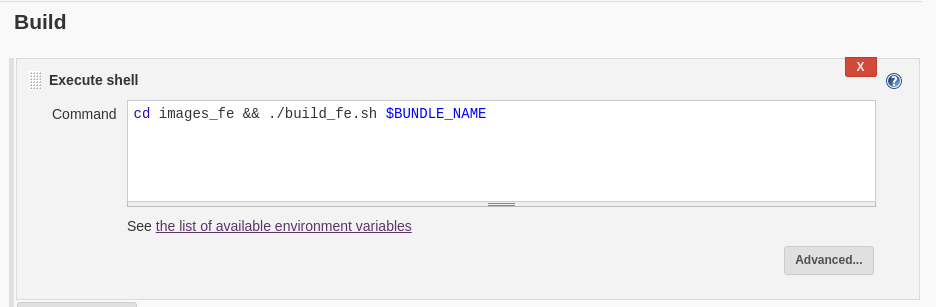 Build
X
Execute shell
?
Command
cd images_fe && ./build_fe.sh $BUNDLE_NAME
See the list of available environment variables
Advanced...